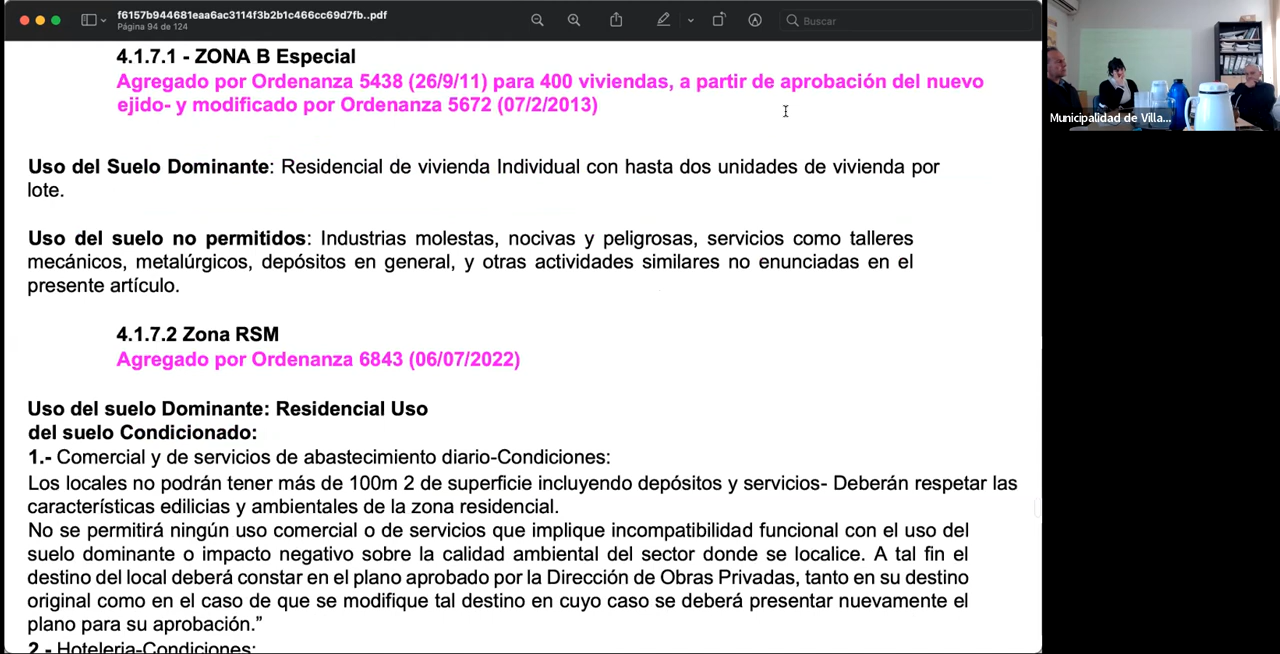 f6157b944681eaa6ac3114f3b2b1c466cc69d7fb..pdf
Página 94 de 124
Buscar
4.1.7.1 - ZONA B Especial
Agregado por Ordenanza 5438 (26/9/11) para 400 viviendas, a partir de aprobación del nuevo
ejido- y modificado por Ordenanza 5672 (07/2/2013)
Municipalidad de Villa...
Uso del Suelo Dominante: Residencial de vivienda Individual con hasta dos unidades de vivienda por
lote.
Uso del suelo no permitidos: Industrias molestas, nocivas y peligrosas, servicios como talleres
mecánicos, metalúrgicos, depósitos en general, y otras actividades similares no enunciadas en el
presente artículo.
4.1.7.2 Zona RSM
Agregado por Ordenanza 6843 (06/07/2022)
Uso del suelo Dominante: Residencial Uso
del suelo Condicionado:
1.- Comercial y de servicios de abastecimiento diario-Condiciones:
Los locales no podrán tener más de 100m 2 de superficie incluyendo depósitos y servicios- Deberán respetar las
características edilicias y ambientales de la zona residencial.
No se permitirá ningún uso comercial o de servicios que implique incompatibilidad funcional con el uso del
suelo dominante o impacto negativo sobre la calidad ambiental del sector donde se localice. A tal fin el
destino del local deberá constar en el plano aprobado por la Dirección de Obras Privadas, tanto en su destino
original como en el caso de que se modifique tal destino en cuyo caso se deberá presentar nuevamente el
plano para su aprobación.”
2.- Hoteleria-Condiciones: